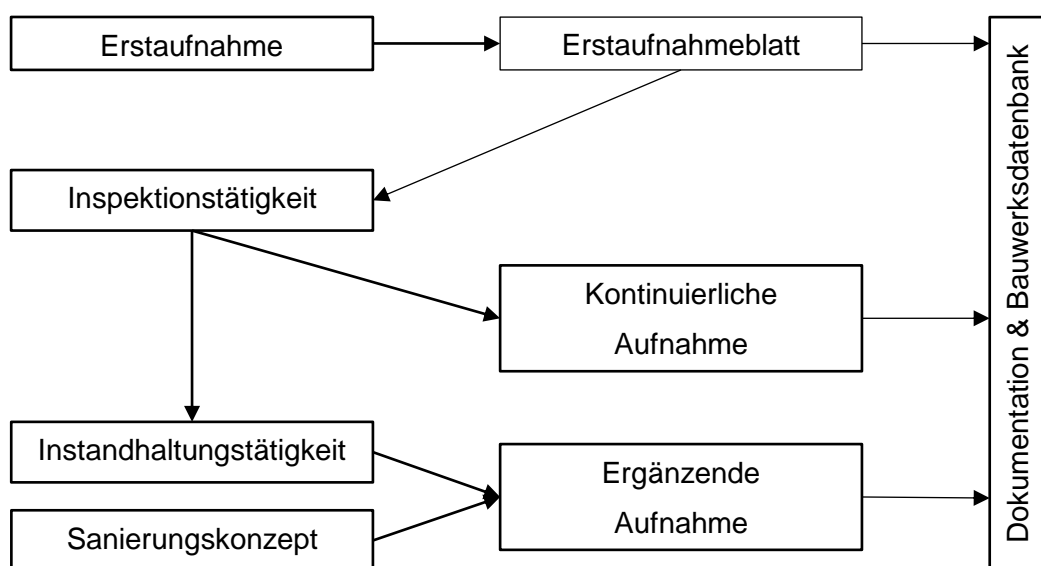 Erstaufnahme
Erstaufnahmeblatt
Inspektionstätigkeit
Kontinuierliche
Aufnahme
Instandhaltungstätigkeit
Ergänzende
Aufnahme
Sanierungskonzept
Dokumentation & Bauwerksdatenbank